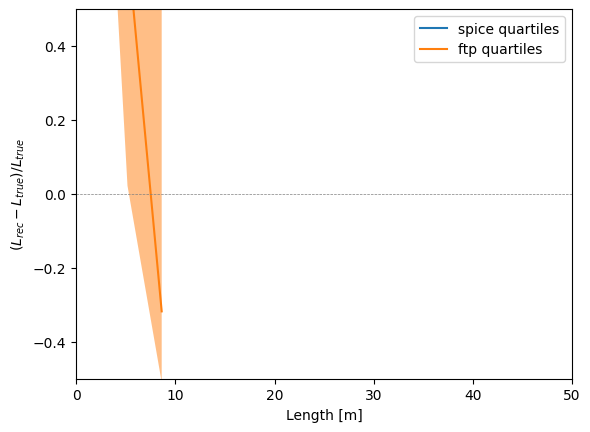 spice quartiles
ftp quartiles
(L_rec − L_true)/L_true
0.4
0.2
0.0
−0.2
−0.4
0 10 20 30 40 50
Length [m]